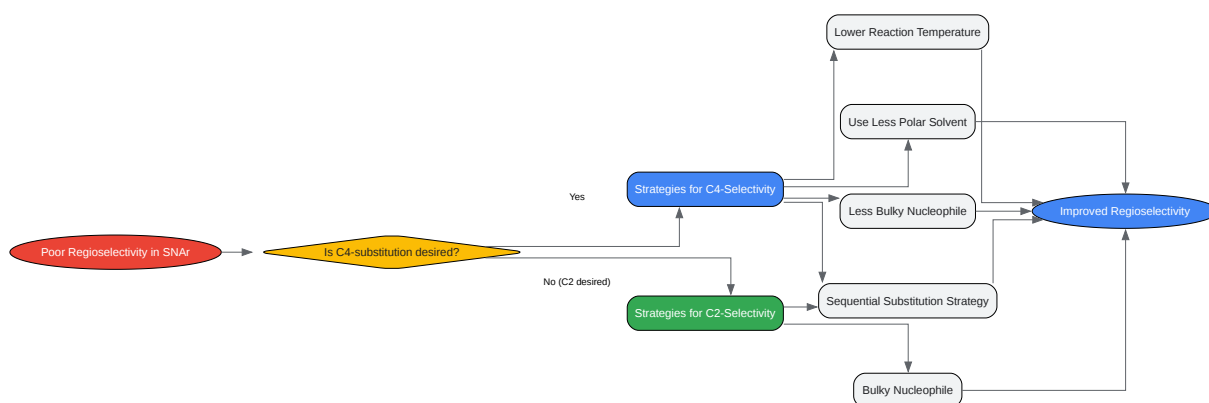 Poor Regioselectivity in SNAr
Is C4-substitution desired?
Yes
No (C2 desired)
Strategies for C4-Selectivity
Strategies for C2-Selectivity
Lower Reaction Temperature
Use Less Polar Solvent
Less Bulky Nucleophile
Sequential Substitution Strategy
Bulky Nucleophile
Improved Regioselectivity